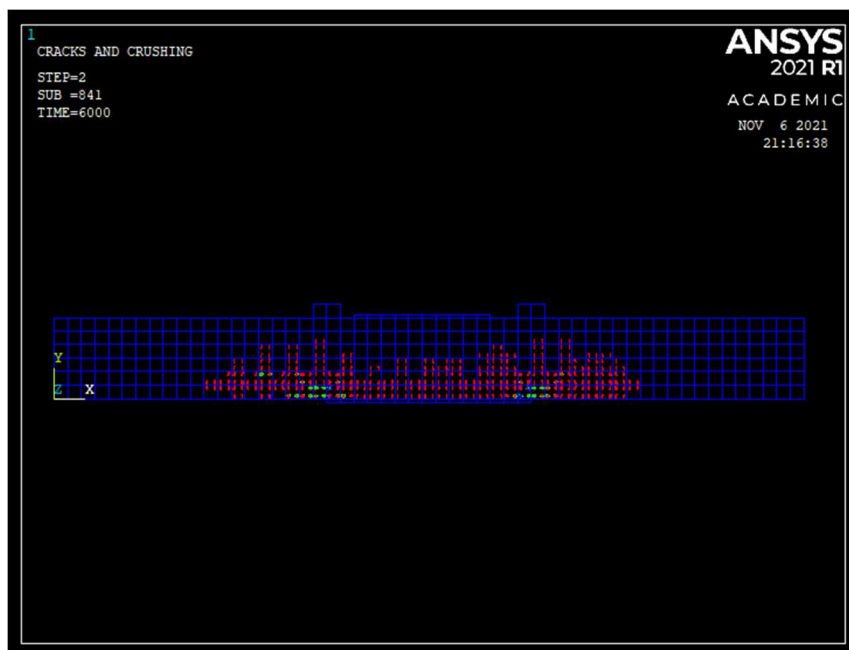 1
CRACKS AND CRUSHING
STEP=2
SUB =841
TIME=6000
ANSYS
2021 R1
ACADEMIC
NOV 6 2021
21:16:38
Y
Z
X